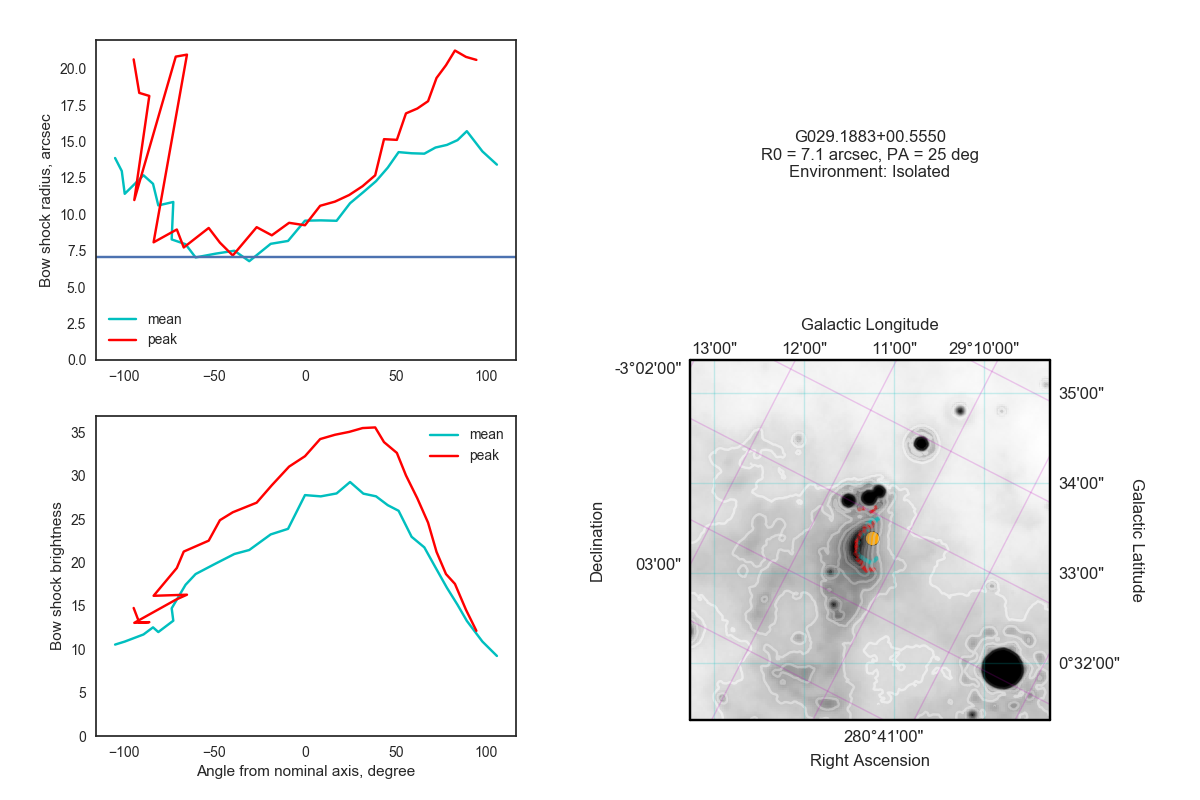 20.0
17.5
15.0
12.5
10.0
7.5
5.0
2.5
0.0
Bow shock radius, arcsec
mean
peak
−100
−50
0
50
100
G029.1883+00.5550
R0 = 7.1 arcsec, PA = 25 deg
Environment: Isolated
35
30
25
20
15
10
5
0
Bow shock brightness
mean
peak
−100
−50
0
50
100
Angle from nominal axis, degree
Galactic Longitude
13'00"
12'00"
11'00"
29°10'00"
-3°02'00"
03'00"
Declination
35'00"
34'00"
33'00"
0°32'00"
Galactic Latitude
280°41'00"
Right Ascension